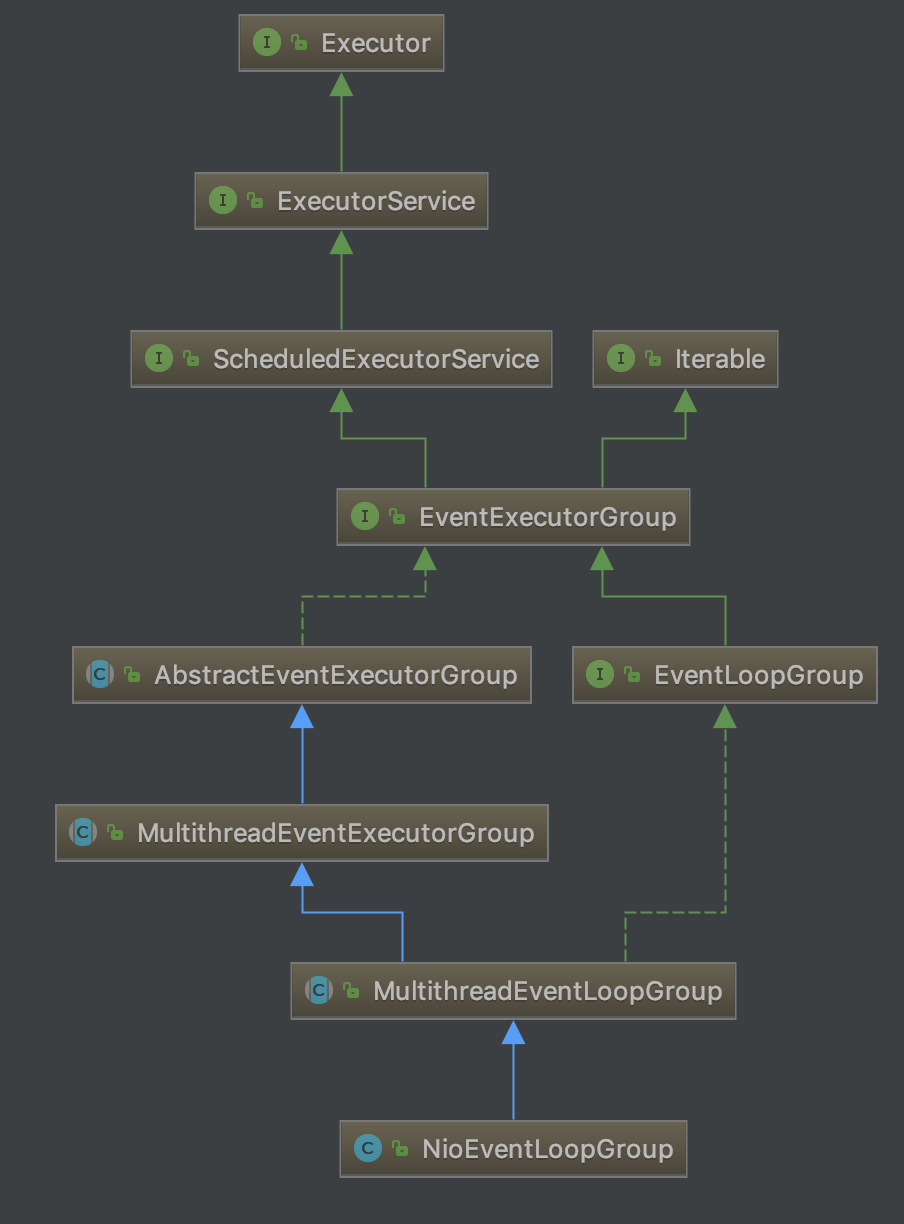 I Executor
I ExecutorService
I ScheduledExecutorService
I Iterable
I EventExecutorGroup
C AbstractEventExecutorGroup
I EventLoopGroup
C MultithreadEventExecutorGroup
C MultithreadEventLoopGroup
C NioEventLoopGroup